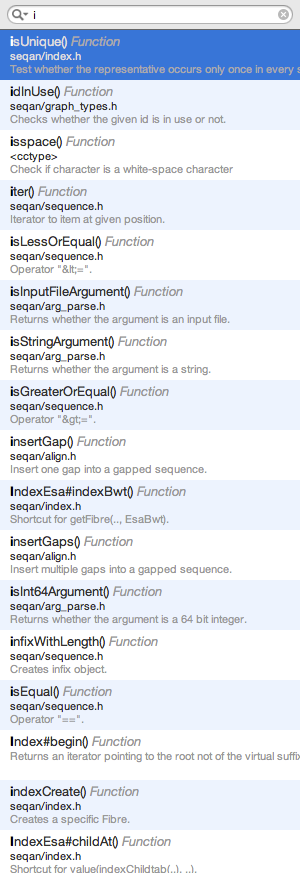 i
isUnique() Function
seqan/index.h
Test whether the representative occurs only once in every s
idInUse() Function
seqan/graph_types.h
Checks whether the given id is in use or not.
isspace() Function
<cctype>
Check if character is a white-space character
iter() Function
seqan/sequence.h
Iterator to item at given position.
isLessOrEqual() Function
seqan/sequence.h
Operator "&lt;=".
isInputFileArgument() Function
seqan/arg_parse.h
Returns whether the argument is an input file.
isStringArgument() Function
seqan/arg_parse.h
Returns whether the argument is a string.
isGreaterOrEqual() Function
seqan/sequence.h
Operator "&gt;=".
insertGap() Function
seqan/align.h
Insert one gap into a gapped sequence.
IndexEsa#indexBwt() Function
seqan/index.h
Shortcut for getFibre(.., EsaBwt).
insertGaps() Function
seqan/align.h
Insert multiple gaps into a gapped sequence.
isInt64Argument() Function
seqan/arg_parse.h
Returns whether the argument is a 64 bit integer.
infixWithLength() Function
seqan/sequence.h
Creates infix object.
isEqual() Function
seqan/sequence.h
Operator "==".
Index#begin() Function
Returns an iterator pointing to the root not of the virtual suffix
indexCreate() Function
seqan/index.h
Creates a specific Fibre.
IndexEsa#childAt() Function
seqan/index.h
Shortcut for value(indexChildtab(..), ..).